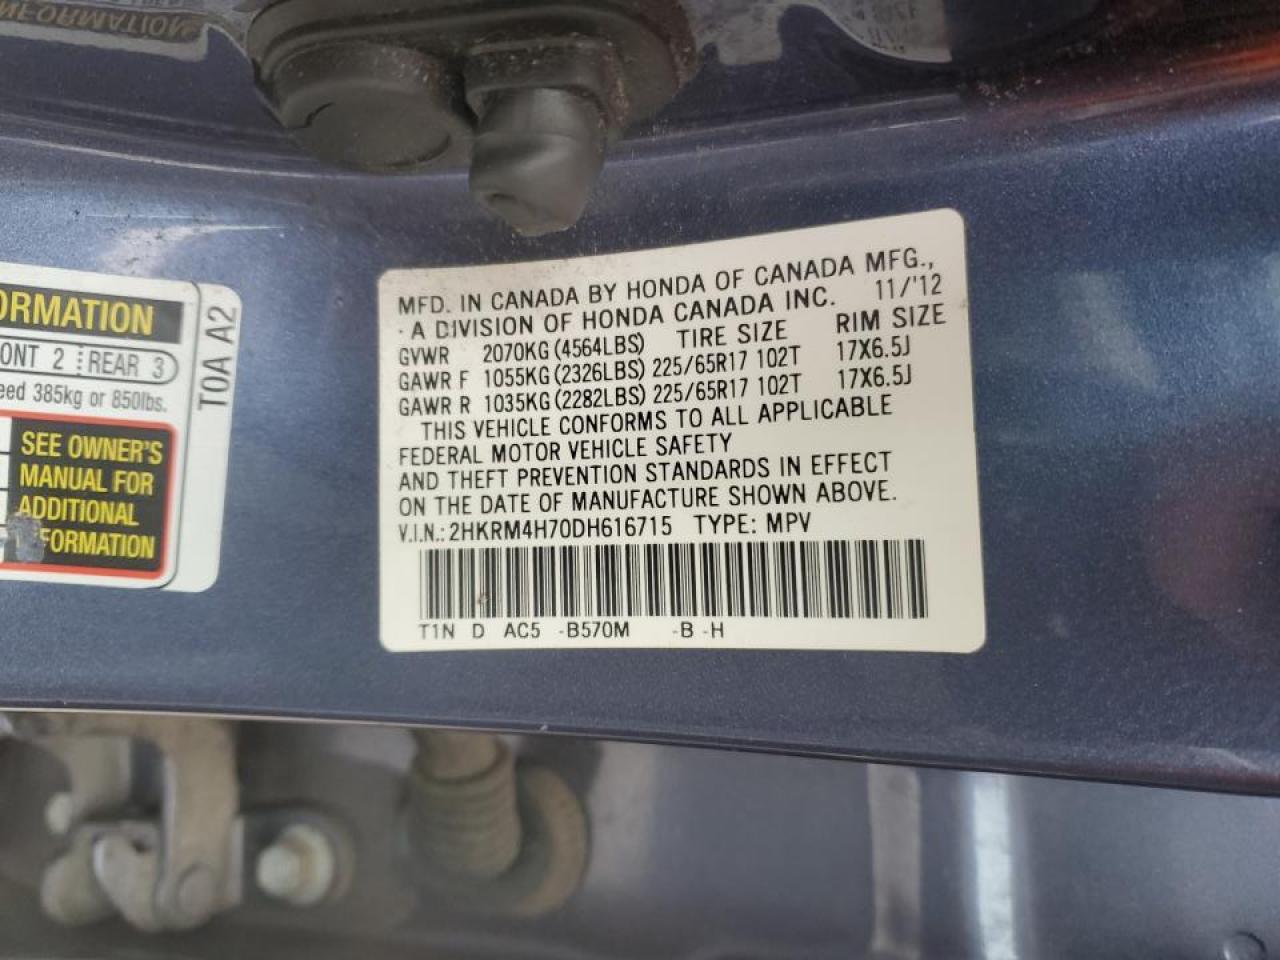 NFORMATION
ORMATION
ONT 2 REAR 3
eed 385kg or 850lbs.
SEE OWNER'S
MANUAL FOR
ADDITIONAL
FORMATION
T0A A2
MFD. IN CANADA BY HONDA OF CANADA MFG.,
A DIVISION OF HONDA CANADA INC. 11/'12
GVWR 2070KG (4564LBS) TIRE SIZE RIM SIZE
GAWR F 1055KG (2326LBS) 225/65R17 102T 17X6.5J
GAWR R 1035KG (2282LBS) 225/65R17 102T 17X6.5J
THIS VEHICLE CONFORMS TO ALL APPLICABLE
FEDERAL MOTOR VEHICLE SAFETY
AND THEFT PREVENTION STANDARDS IN EFFECT
ON THE DATE OF MANUFACTURE SHOWN ABOVE.
V.I.N.: 2HKRM4H70DH616715 TYPE: MPV
T1N D AC5 -B570M -B -H